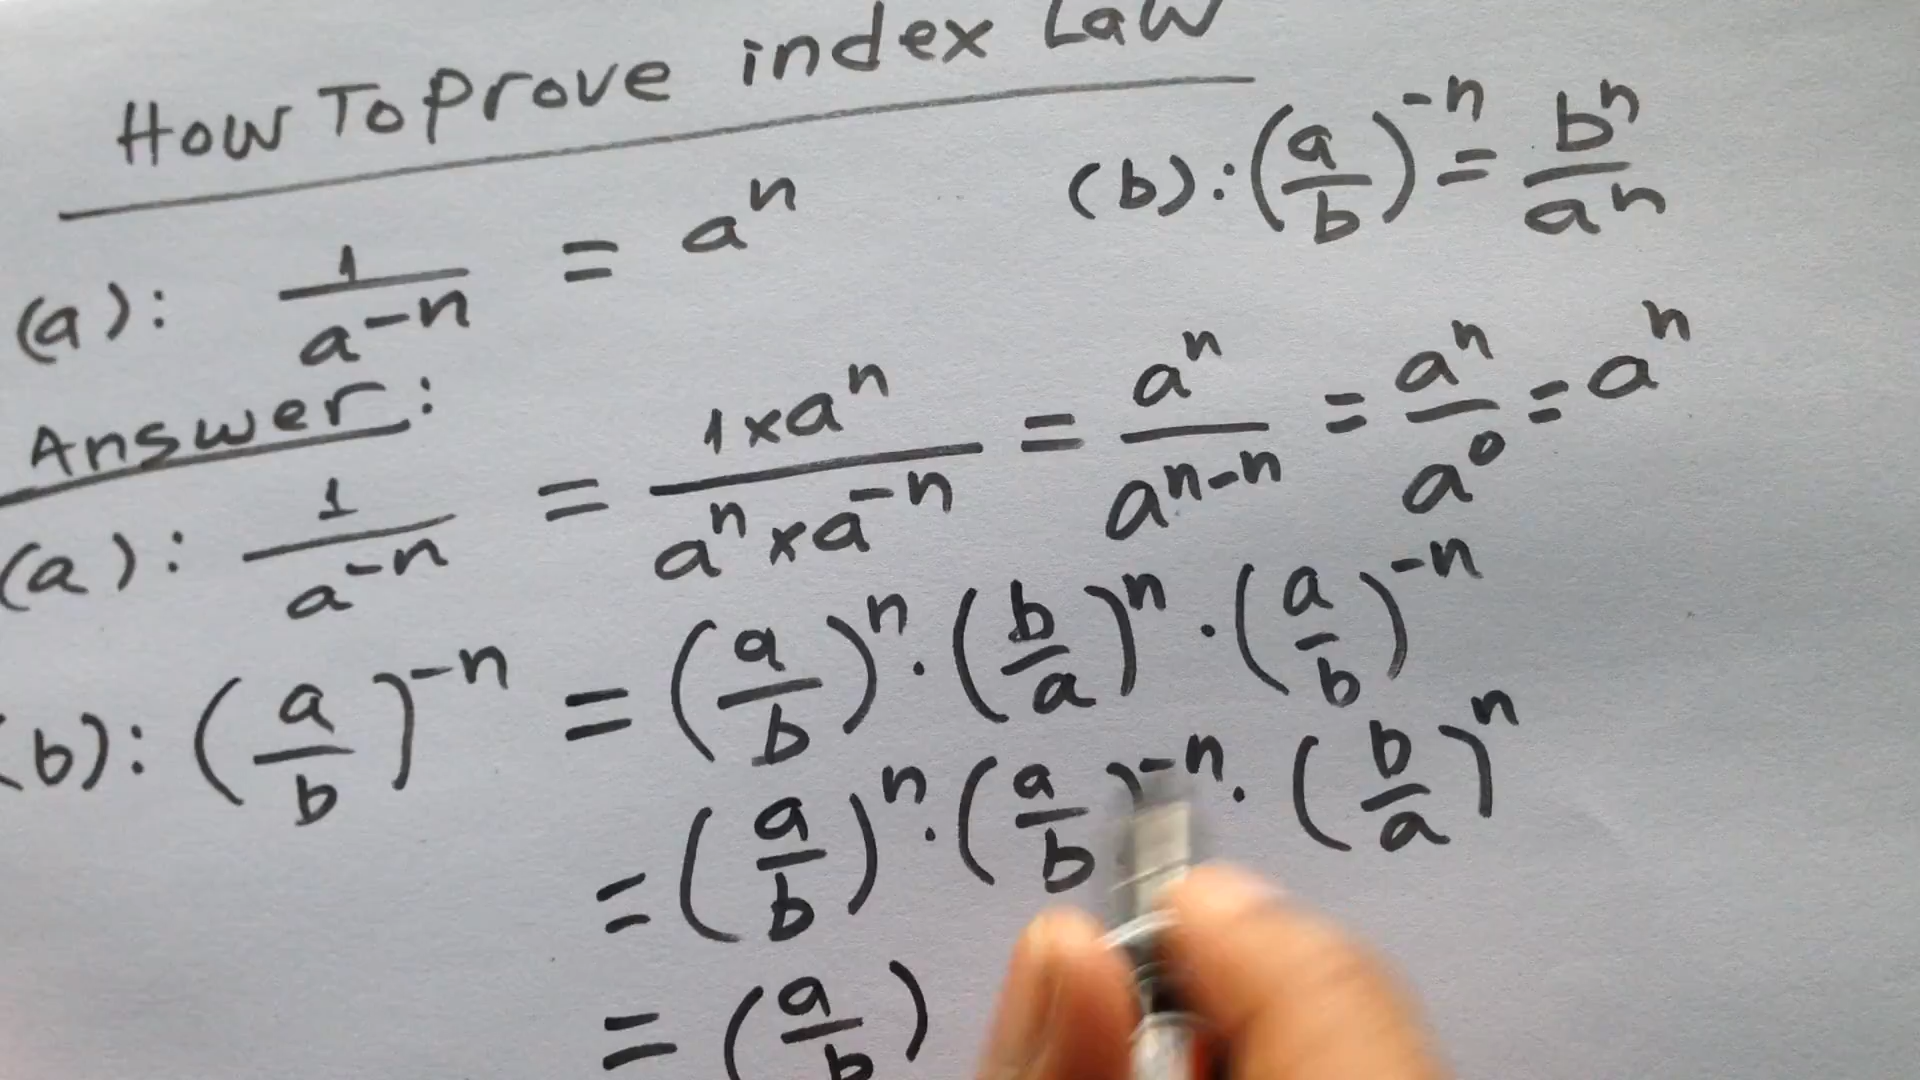 How To prove index Law
(a): 1/a^-n = a^n (b): (a/b)^-n = b^n/a^n
Answer:
(a): 1/a^-n = 1×a^n/a^n×a^-n = a^n/a^n-n = a^n/a^0 = a^n
(b): (a/b)^-n = (a/b)^n · (b/a)^n · (a/b)^-n
= (a/b)^n · (a/b)^-n · (b/a)^n
= (a/b)